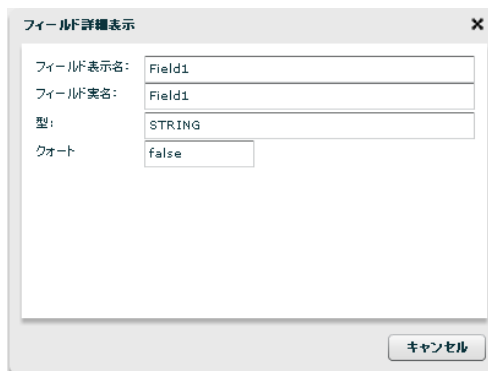 フィールド詳細表示
フィールド表示名: Field1
フィールド実名: Field1
型: STRING
クォート false
キャンセル